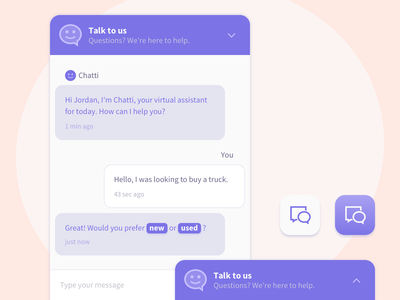 Talk to us
Questions? We're here to help.
Chatti
Hi Jordan, I'm Chatti, your virtual assistant
for today. How can I help you?
1 min ago
You
Hello, I was looking to buy a truck.
43 sec ago
Great! Would you prefer new or used ?
just now
Type your message
Talk to us
Questions? We're here to help.